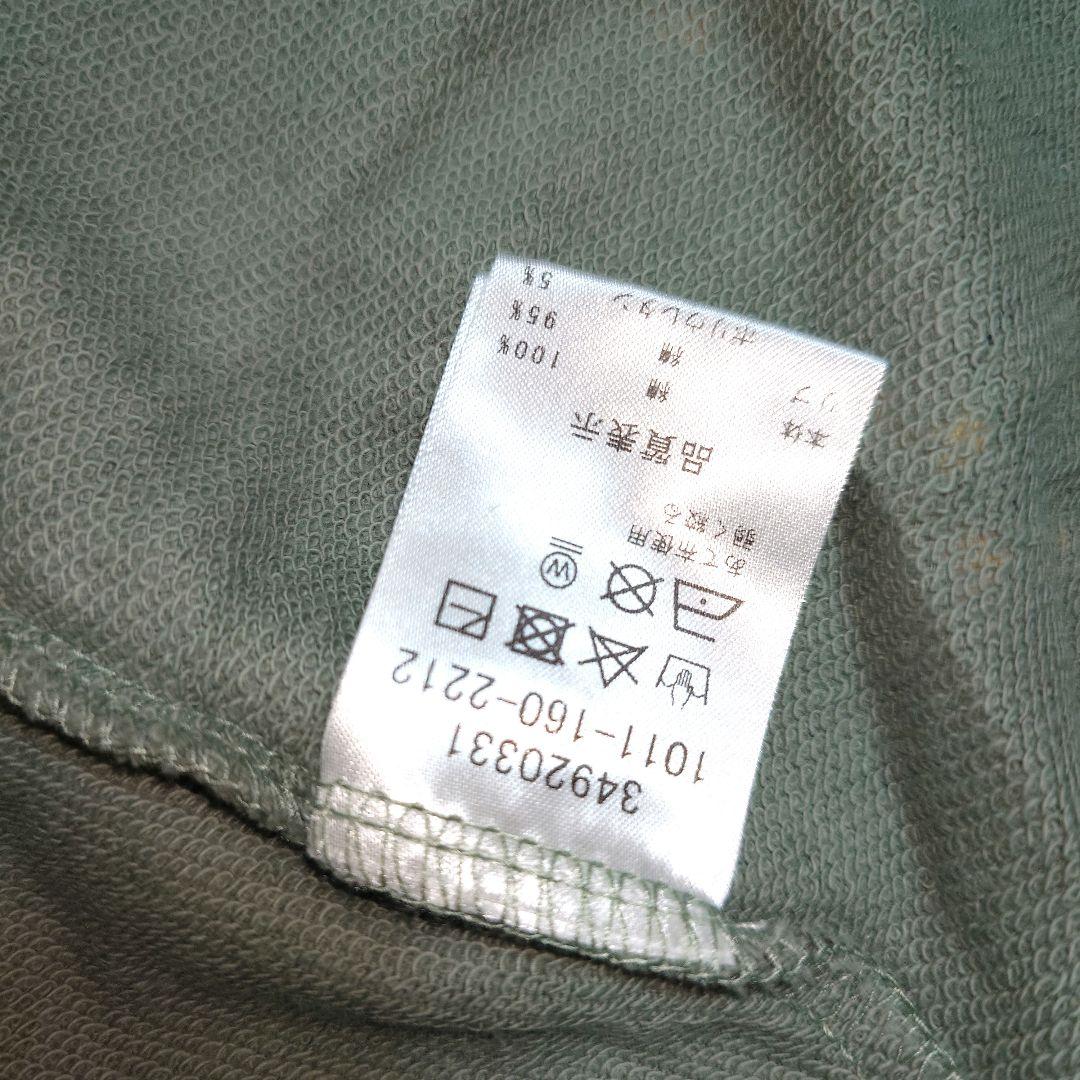 34920331
1011-160-2212
W
あて布使用
弱く絞る
品質表示
本体 綿 100%
リブ 綿 95%
ポリウレタン 5%